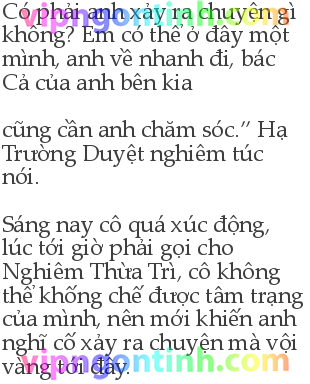 Có phải anh xảy ra chuyện gì
không? Em có thể ở đây một
mình, anh về nhanh đi, bác
Cả của anh bên kia
cũng cần anh chăm sóc.” Hạ
Trường Duyệt nghiêm túc
nói.
Sáng nay cô quá xúc động,
lúc tới giờ phải gọi cho
Nghiêm Thừa Trì, cô không
thể khống chế được tâm trạng
của mình, nên mới khiến anh
nghĩ cố xảy ra chuyện mà vội
vàng tới đấy.
vipngontinh.com
vipngontinh.com